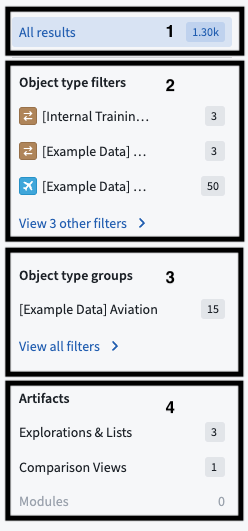 All results 1 1.30k
Object type filters 2
[Internal Trainin… 3
[Example Data] … 3
[Example Data] … 50
View 3 other filters
Object type groups 3
[Example Data] Aviation 15
View all filters
Artifacts 4
Explorations & Lists 3
Comparison Views 1
Modules 0